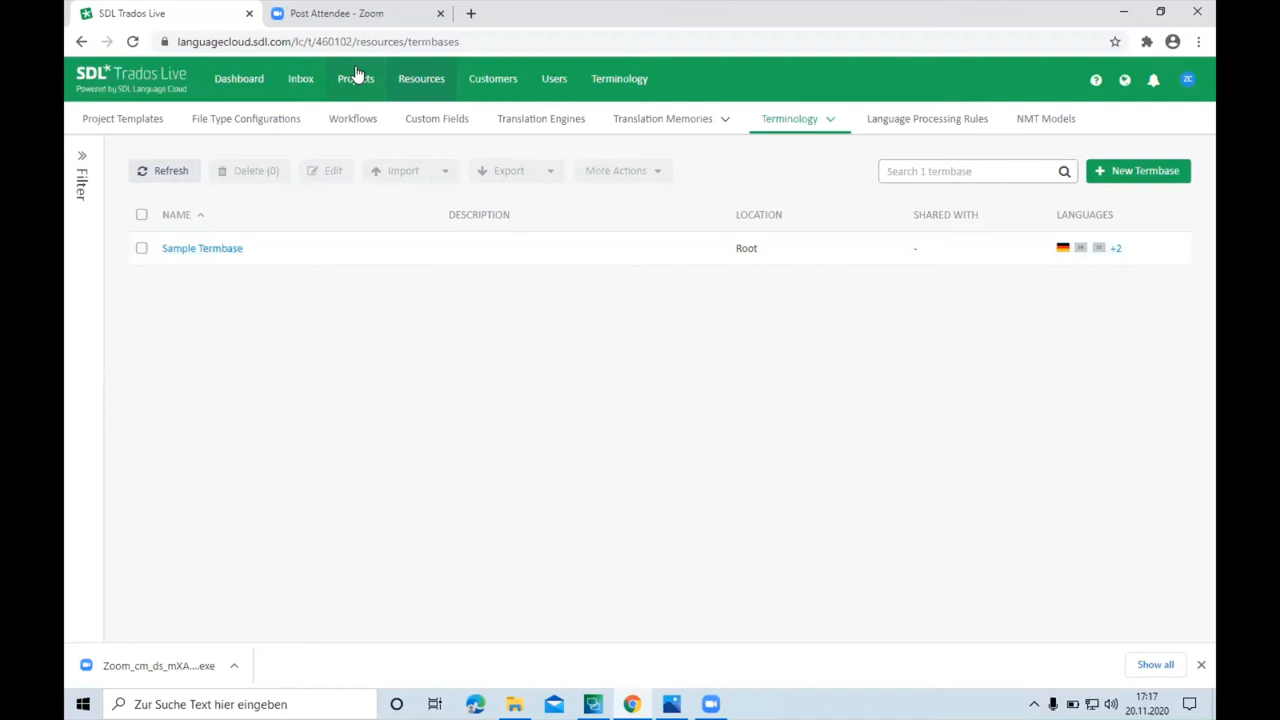 SDL Trados Live
Post Attendee - Zoom
languagecloud.sdl.com/lc/t/460102/resources/termbases
SDL* Trados Live
Powered by SDL Language Cloud
Dashboard
Inbox
Projects
Resources
Customers
Users
Terminology
ZC
Project Templates
File Type Configurations
Workflows
Custom Fields
Translation Engines
Translation Memories
Terminology
Language Processing Rules
NMT Models
Filter
Refresh
Delete (0)
Edit
Import
Export
More Actions
Search 1 termbase
+ New Termbase
NAME
DESCRIPTION
LOCATION
SHARED WITH
LANGUAGES
Sample Termbase
Root
-
+2
Zoom_cm_ds_mXA....exe
Show all
Zur Suche Text hier eingeben
17:17
20.11.2020